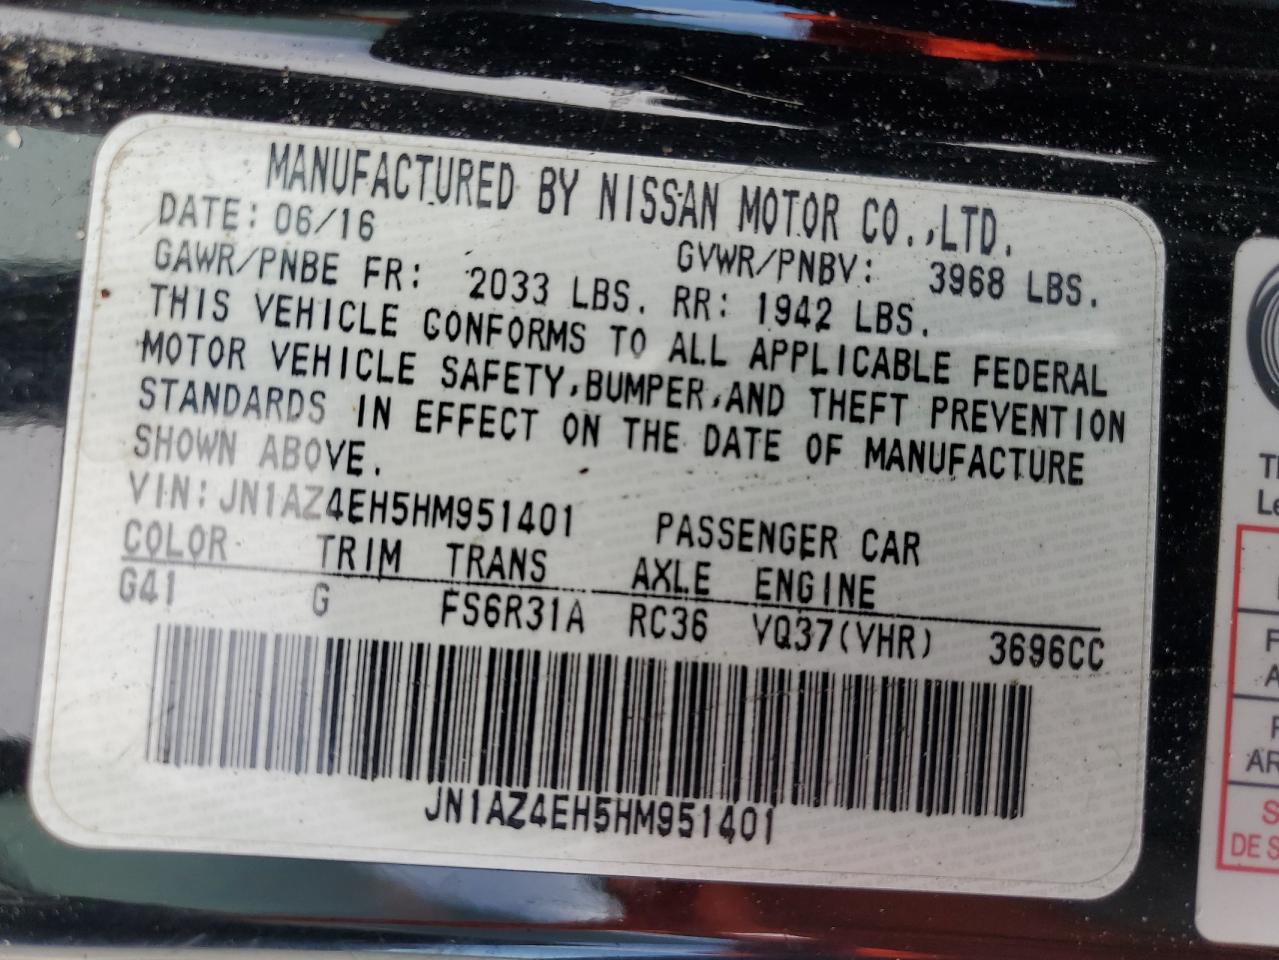 MANUFACTURED BY NISSAN MOTOR CO.,LTD.
DATE: 06/16 GVWR/PNBV: 3968 LBS.
GAWR/PNBE FR: 2033 LBS. RR: 1942 LBS.
THIS VEHICLE CONFORMS TO ALL APPLICABLE FEDERAL
MOTOR VEHICLE SAFETY,BUMPER,AND THEFT PREVENTION
STANDARDS IN EFFECT ON THE DATE OF MANUFACTURE
SHOWN ABOVE.
VIN: JN1AZ4EH5HM951401 PASSENGER CAR
COLOR TRIM TRANS AXLE ENGINE
G41 G FS6R31A RC36 VQ37(VHR) 3696CC
JN1AZ4EH5HM951401
DE S